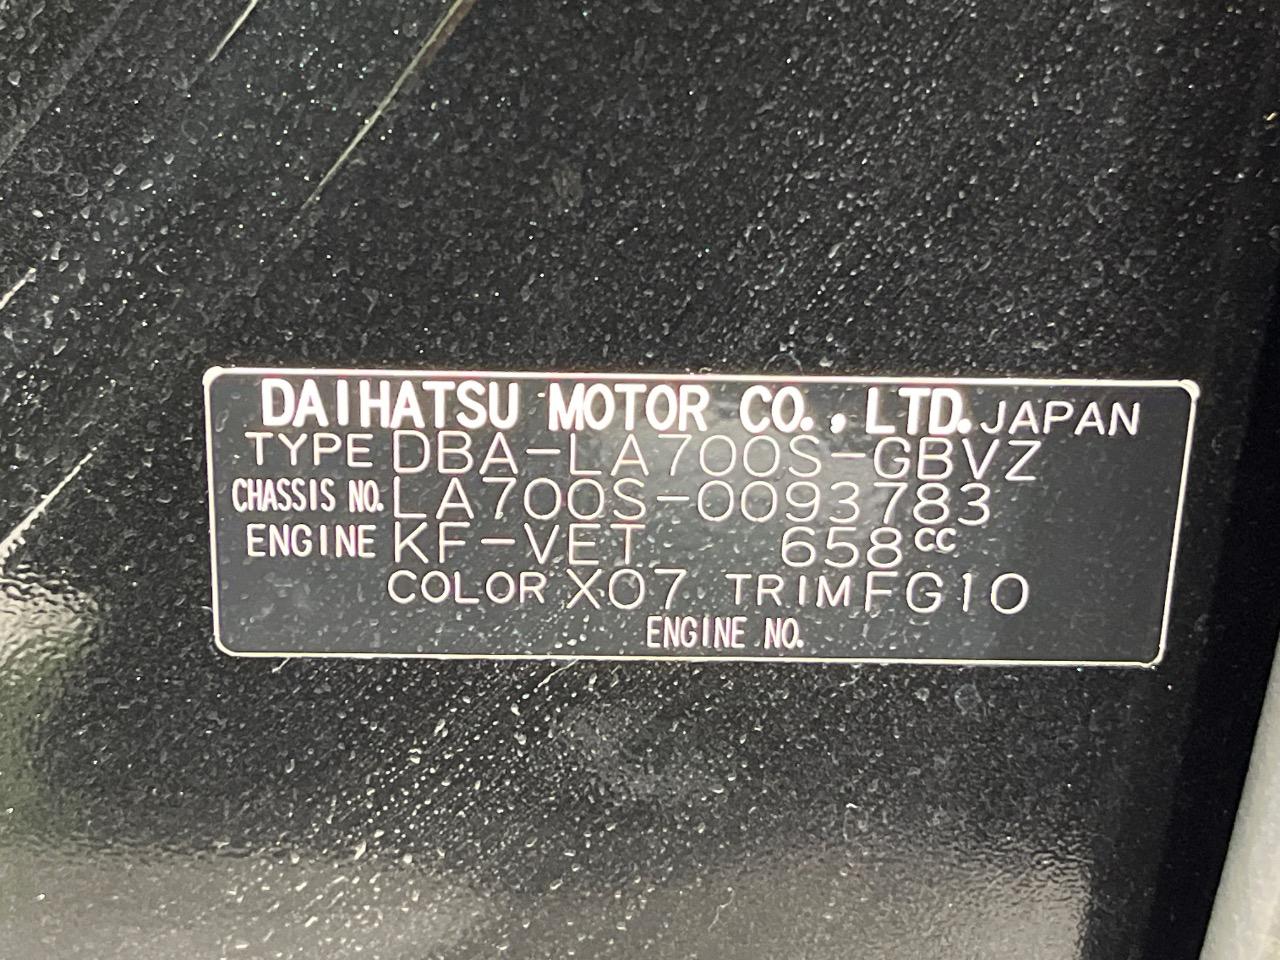 DAIHATSU MOTOR CO., LTD. JAPAN
TYPE DBA-LA700S-GBVZ
CHASSIS NO. LA700S-0093783
ENGINE KF-VET 658cc
COLOR X07 TRIM FG10
ENGINE NO.